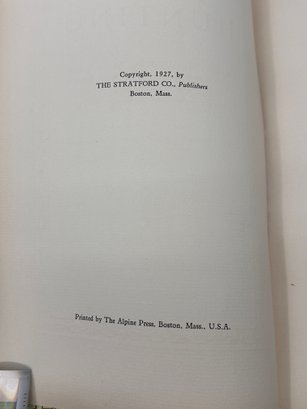 Copyright, 1927, by
THE STRATFORD CO., Publishers
Boston, Mass.
Printed by The Alpine Press, Boston, Mass., U.S.A.